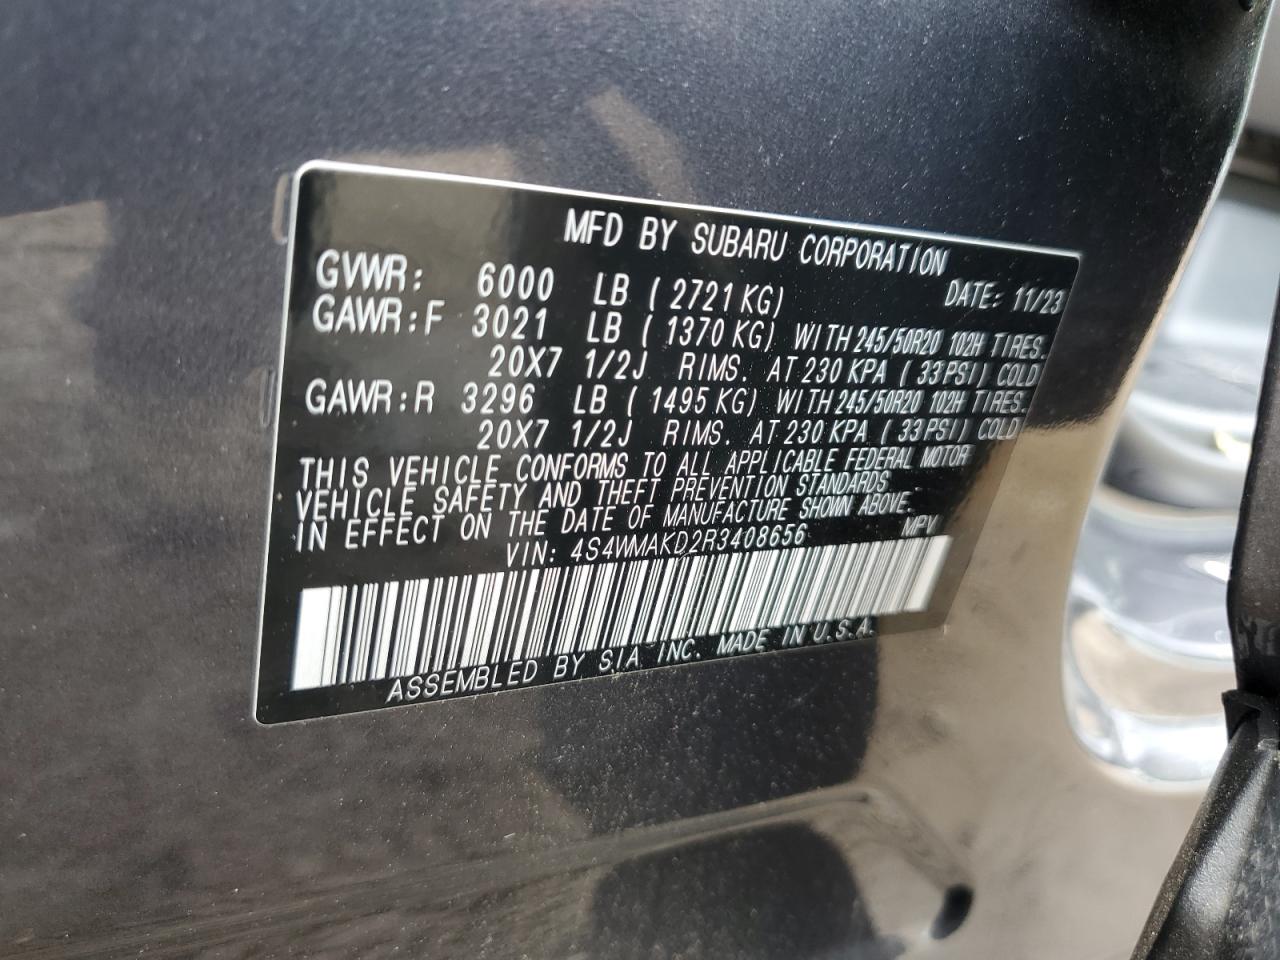 MFD BY SUBARU CORPORATION
GVWR: 6000 LB (2721 KG) DATE: 11/23
GAWR:F 3021 LB (1370 KG) WITH 245/50R20 102H TIRES.
20X7 1/2J RIMS. AT 230 KPA (33 PSI) COLD
GAWR:R 3296 LB (1495 KG) WITH 245/50R20 102H TIRES.
20X7 1/2J RIMS. AT 230 KPA (33 PSI) COLD
THIS VEHICLE CONFORMS TO ALL APPLICABLE FEDERAL MOTOR
VEHICLE SAFETY AND THEFT PREVENTION STANDARDS
IN EFFECT ON THE DATE OF MANUFACTURE SHOWN ABOVE.
VIN: 4S4WMAKD2R3408656 MPV
ASSEMBLED BY SIA INC. MADE IN U.S.A.